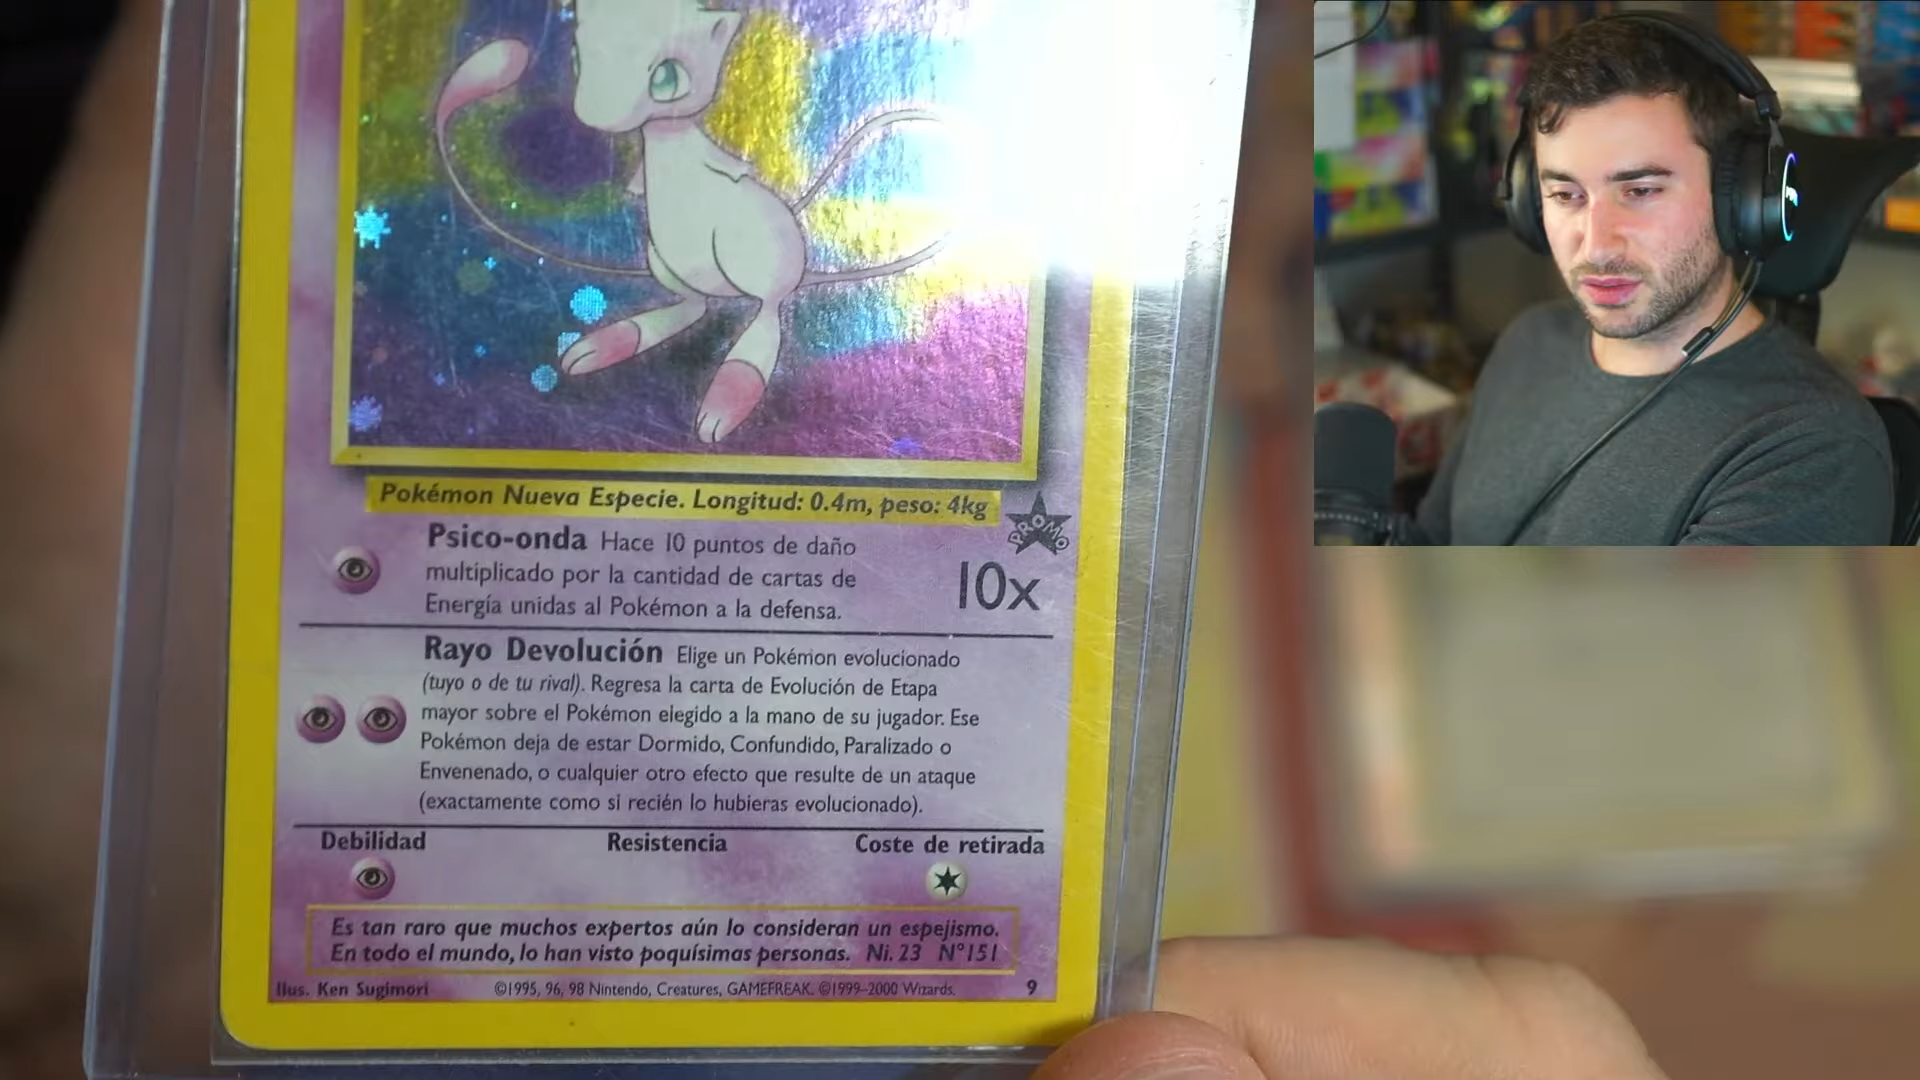 Pokémon Nueva Especie. Longitud: 0.4m, peso: 4kg
PROMO
Psico-onda Hace 10 puntos de daño
multiplicado por la cantidad de cartas de
Energía unidas al Pokémon a la defensa.
10x
Rayo Devolución Elige un Pokémon evolucionado
(tuyo o de tu rival). Regresa la carta de Evolución de Etapa
mayor sobre el Pokémon elegido a la mano de su jugador. Ese
Pokémon deja de estar Dormido, Confundido, Paralizado o
Envenenado, o cualquier otro efecto que resulte de un ataque
(exactamente como si recién lo hubieras evolucionado).
Debilidad Resistencia Coste de retirada
Es tan raro que muchos expertos aún lo consideran un espejismo.
En todo el mundo, lo han visto poquísimas personas. Ni. 23 N°151
Ilus. Ken Sugimori ©1995, 96, 98 Nintendo, Creatures, GAMEFREAK. ©1999-2000 Wizards. 9